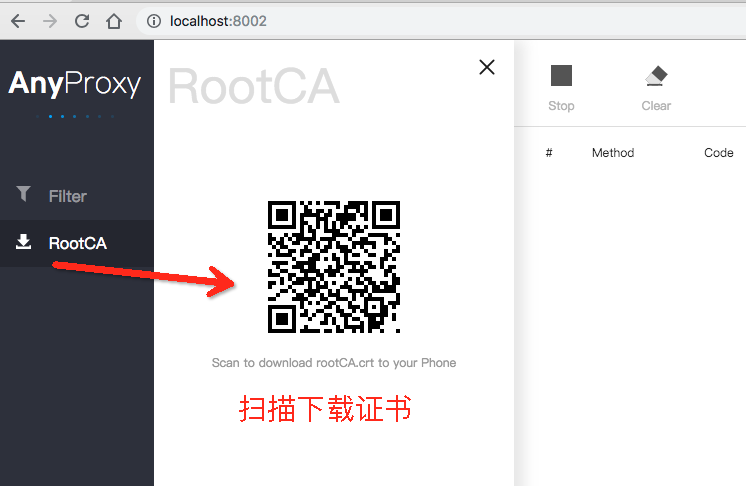 localhost:8002
AnyProxy
Filter
RootCA
RootCA
Scan to download rootCA.crt to your Phone
扫描下载证书
Stop
Clear
# Method Code